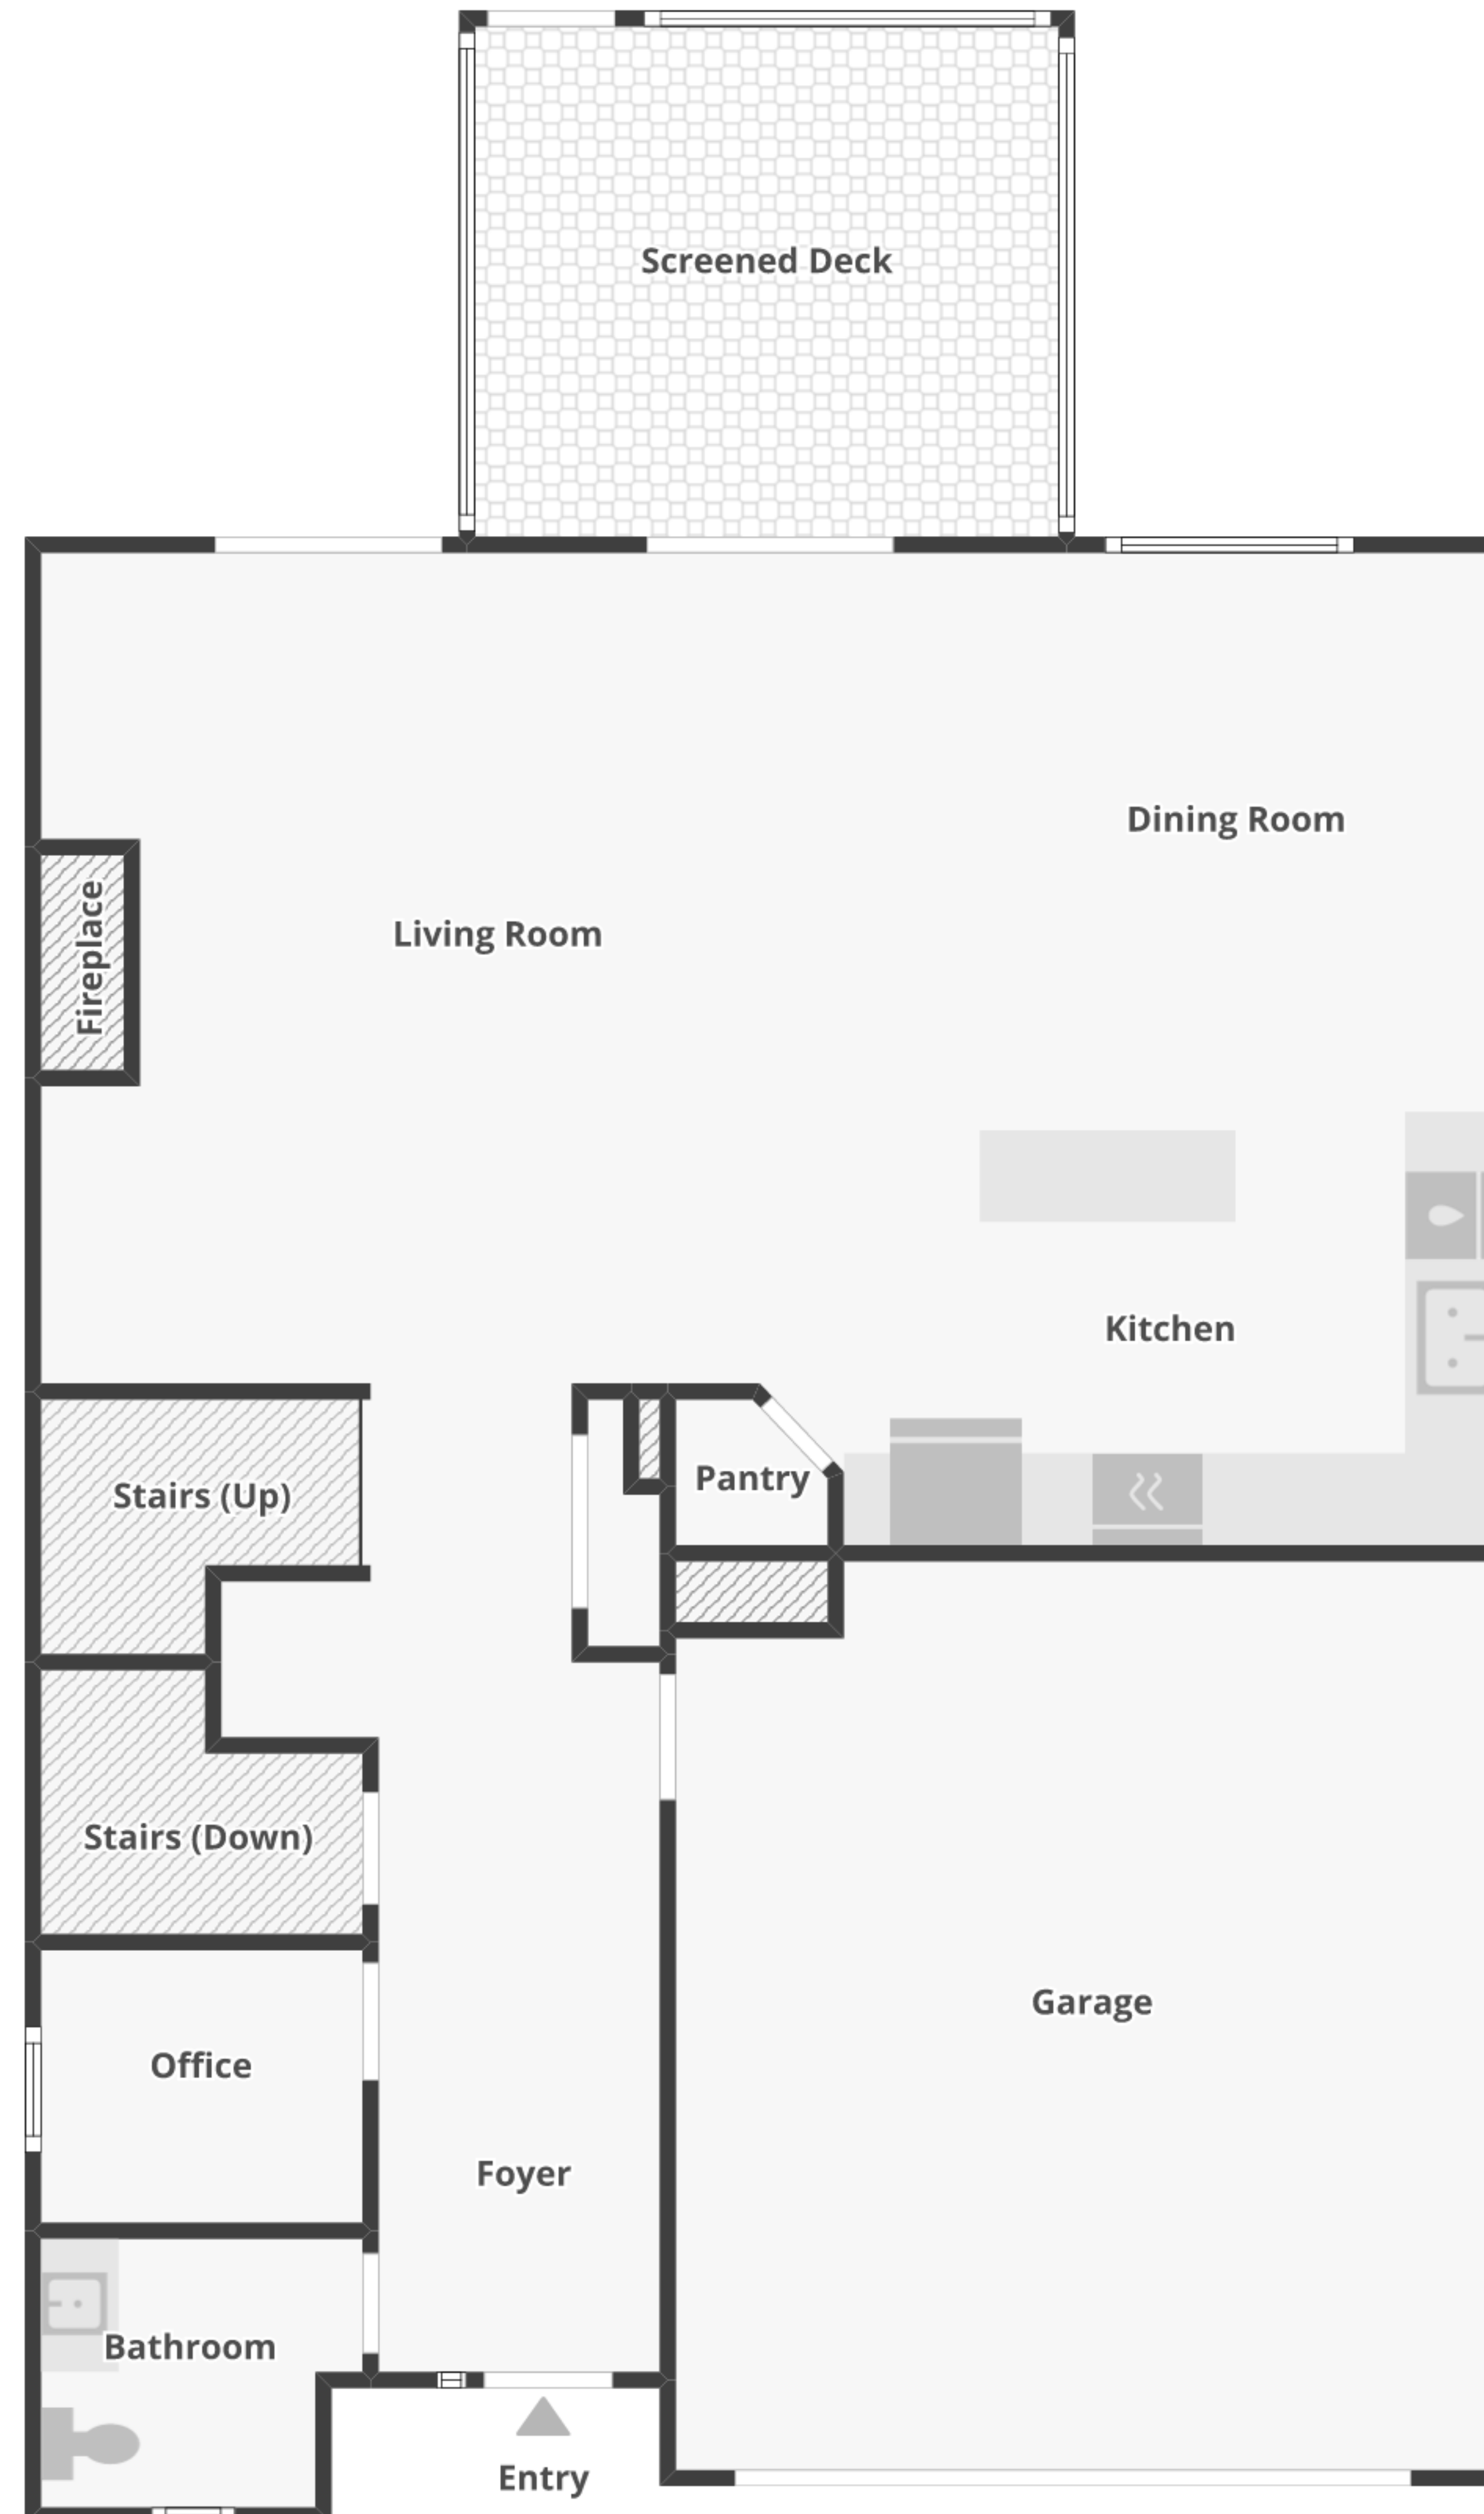 Screened Deck
Dining Room
Living Room
Fireplace
Kitchen
Pantry
Stairs (Up)
Stairs (Down)
Garage
Office
Foyer
Bathroom
Entry